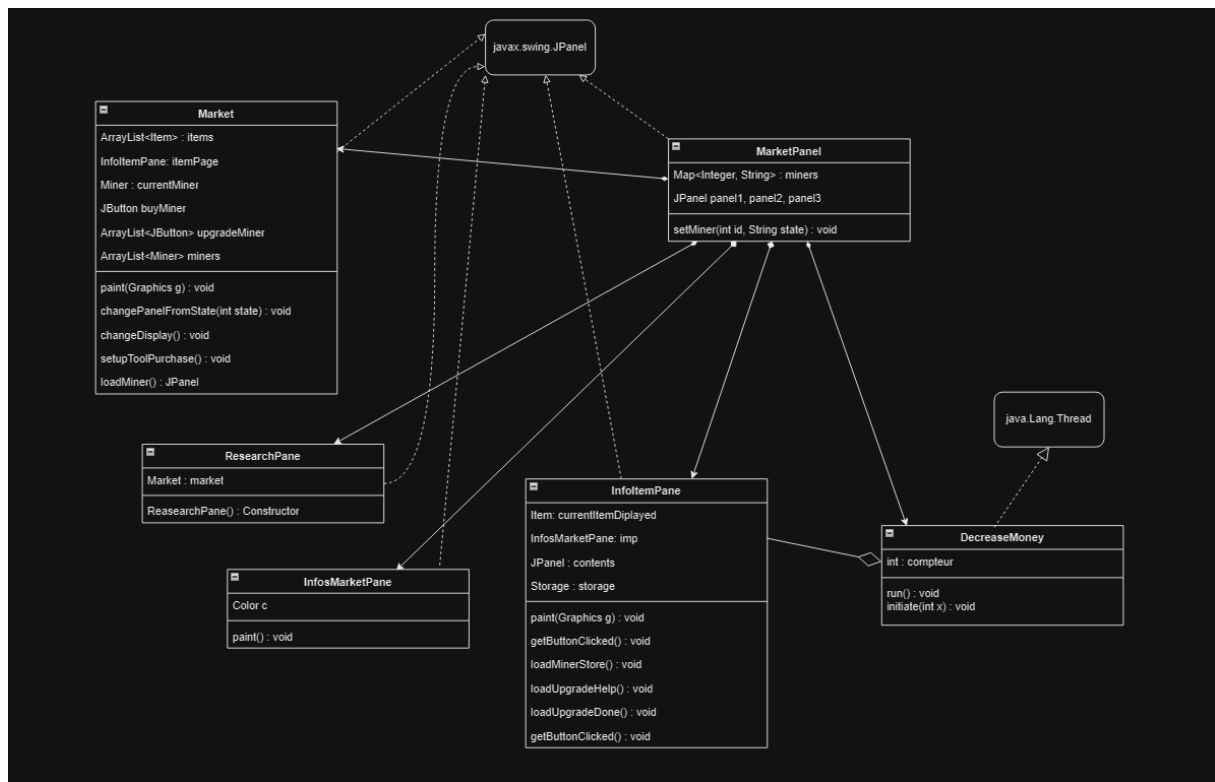 javax.swing.JPanel
Market
ArrayList<Item> : items
InfoItemPane: itemPage
Miner : currentMiner
JButton buyMiner
ArrayList<JButton> upgradeMiner
ArrayList<Miner> miners
paint(Graphics g) : void
changePanelFromState(int state) : void
changeDisplay() : void
setupToolPurchase() : void
loadMiner() : JPanel
MarketPanel
Map<Integer, String> : miners
JPanel panel1, panel2, panel3
setMiner(int id, String state) : void
java.Lang.Thread
ResearchPane
Market : market
ReasearchPane() : Constructor
InfosMarketPane
Color c
paint() : void
InfoItemPane
Item: currentItemDiplayed
InfosMarketPane: imp
JPanel : contents
Storage : storage
paint(Graphics g) : void
getButtonClicked() : void
loadMinerStore() : void
loadUpgradeHelp() : void
loadUpgradeDone() : void
getButtonClicked() : void
DecreaseMoney
int : compteur
run() : void
initiate(int x) : void